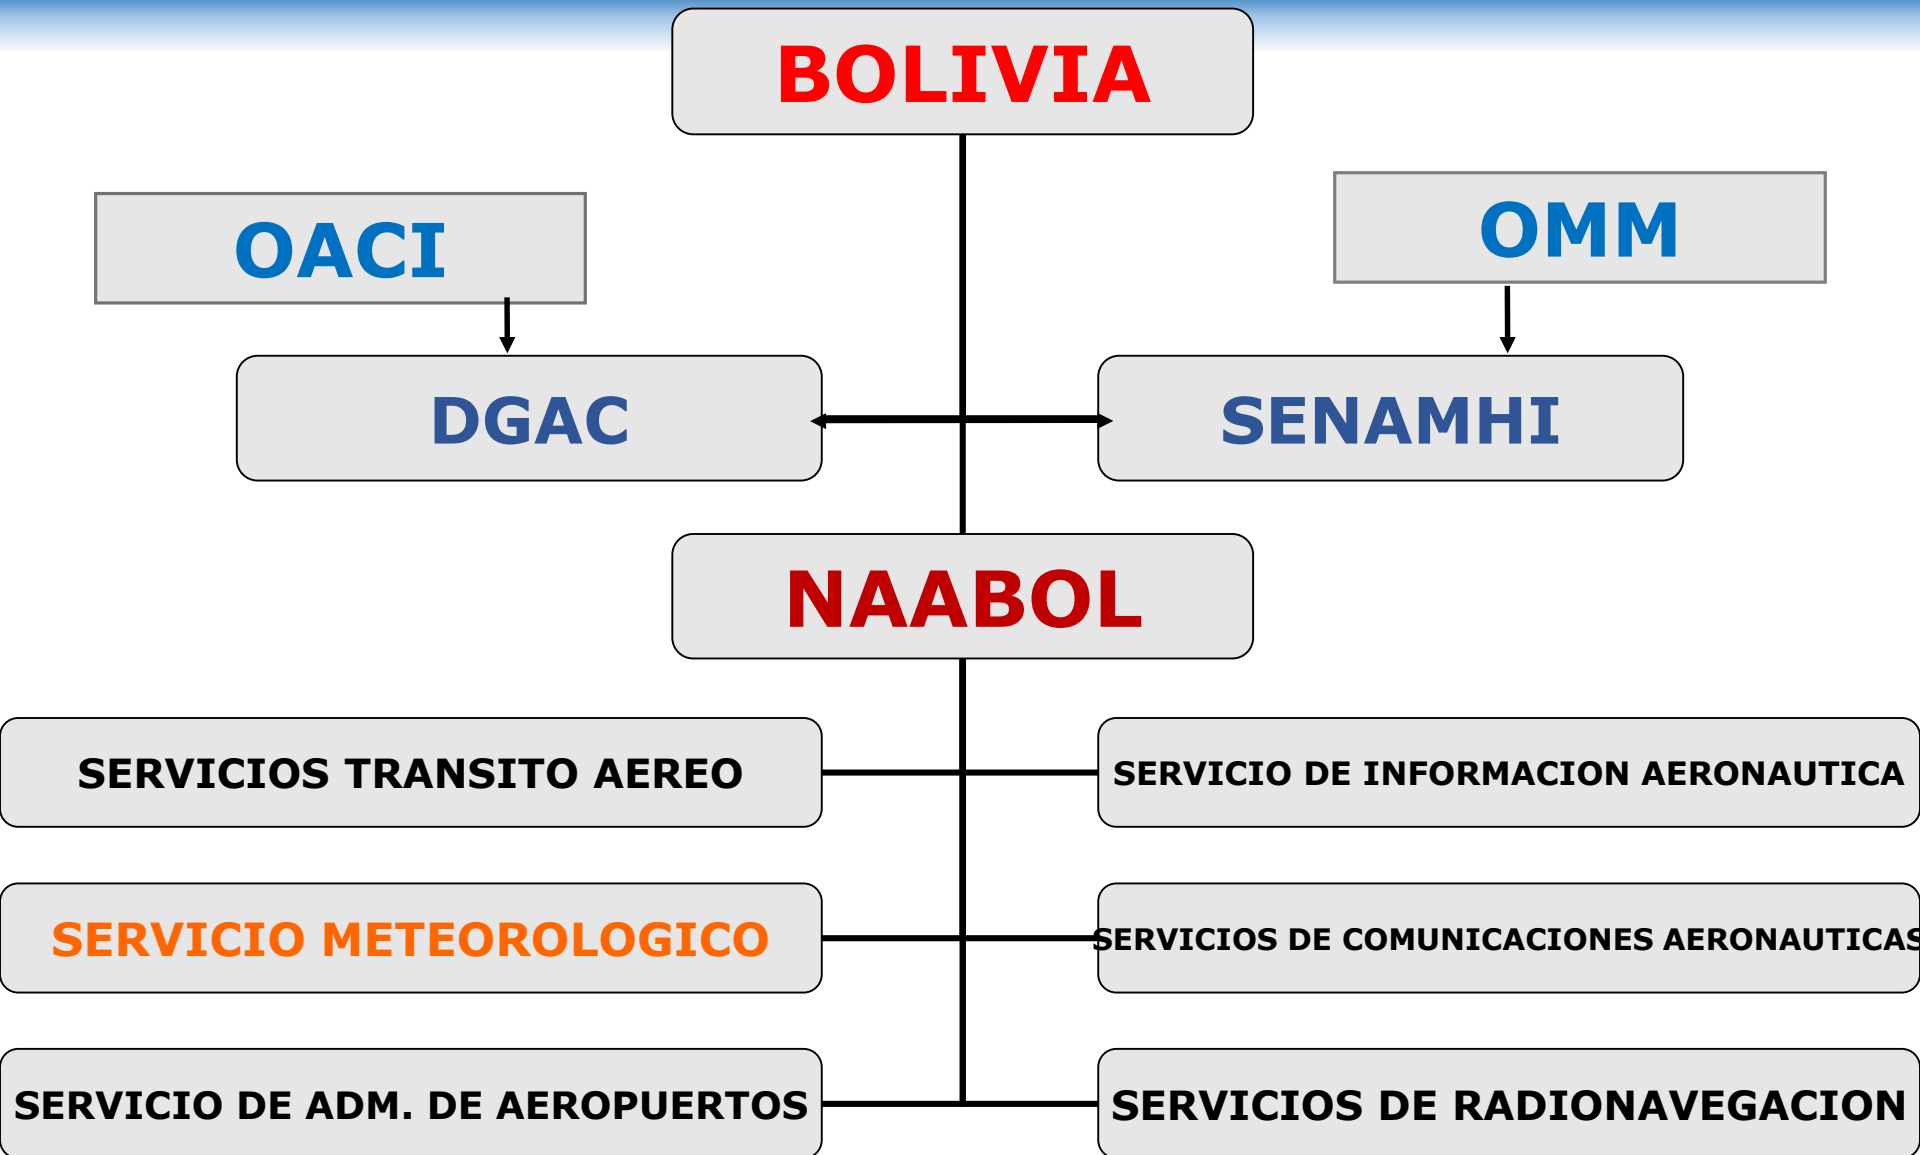 BOLIVIA
OACI
OMM
DGAC
SENAMHI
NAABOL
SERVICIOS TRANSITO AEREO
SERVICIO DE INFORMACION AERONAUTICA
SERVICIO METEOROLOGICO
SERVICIOS DE COMUNICACIONES AERONAUTICAS
SERVICIO DE ADM. DE AEROPUERTOS
SERVICIOS DE RADIONAVEGACION